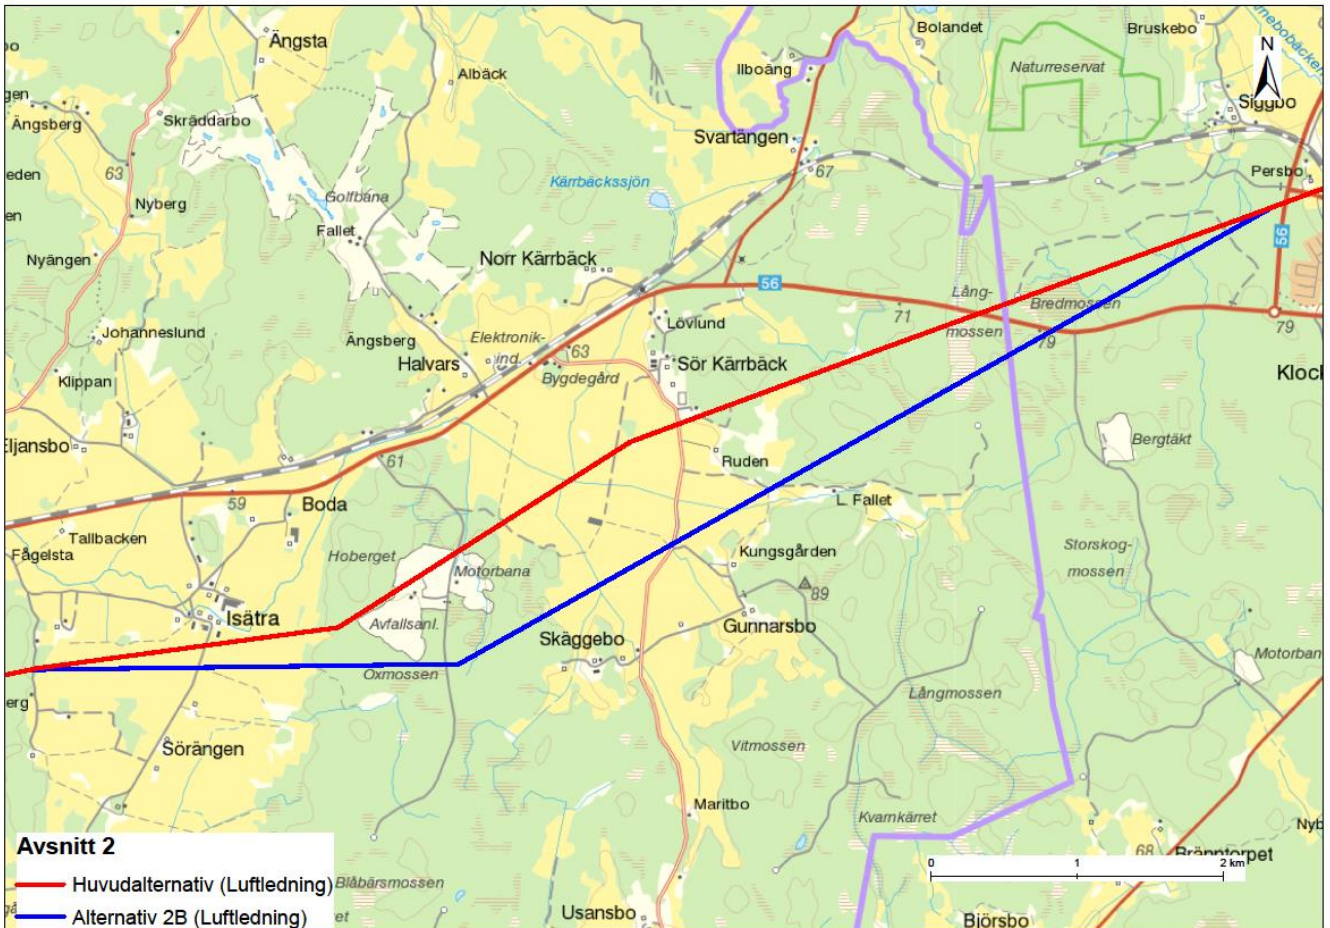 Ängsta
Bolandet
Bruskebo
Naturreservat
N
Ilboäng
Albäck
Skräddarbo
Ängsberg
Siggbo
Svartängen
63
67
Persbo
Kärrbäckssjön
Golfbana
Nyberg
Fallet
56
Nyängen
Norr Kärrbäck
56
Lång-
mossen
Bredmossen
71
79
79
Lövlund
Johanneslund
Ängsberg
Elektronik-
ind.
63
Halvars
Bygdegård
Sör Kärrbäck
Klippan
Bergtäkt
61
Ruden
59
Boda
L. Fallet
Tallbacken
Fågelsta
Hoberget
Motorbana
Kungsgården
Storskog-
mossen
89
Isätra
Avfallsanl.
Gunnarsbo
Skäggebo
Oxmossen
Långmossen
Sörängen
Vitmossen
Maritbo
Kvarnkärret
68
Bränntorpet
0 1 2 km
Avsnitt 2
Huvudalternativ (Luftledning)
Alternativ 2B (Luftledning)
Blåbärsmossen
Usansbo
Björsbo